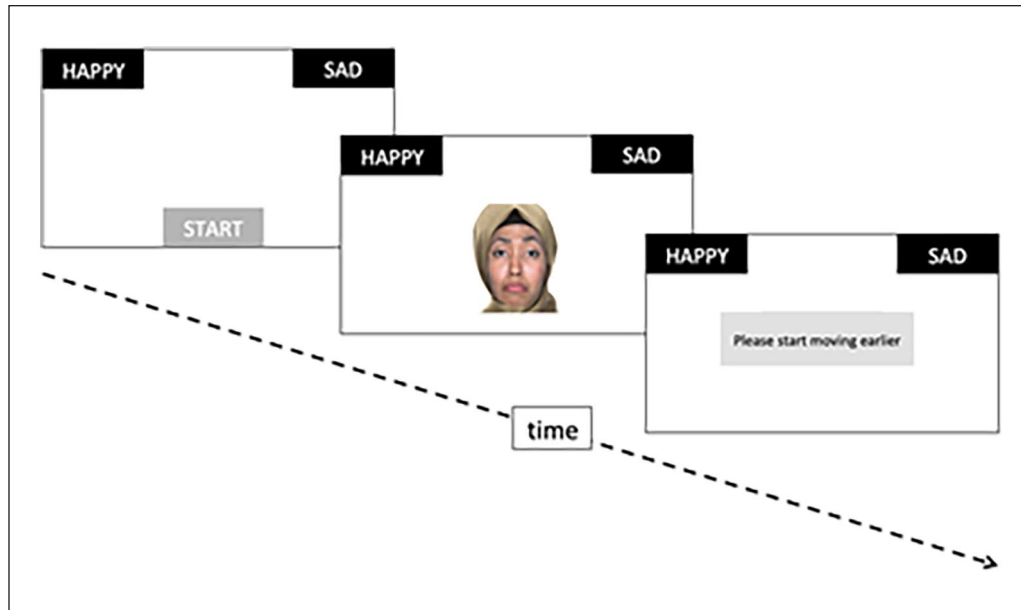 HAPPY
SAD
START
HAPPY
SAD
HAPPY
SAD
Please start moving earlier
time